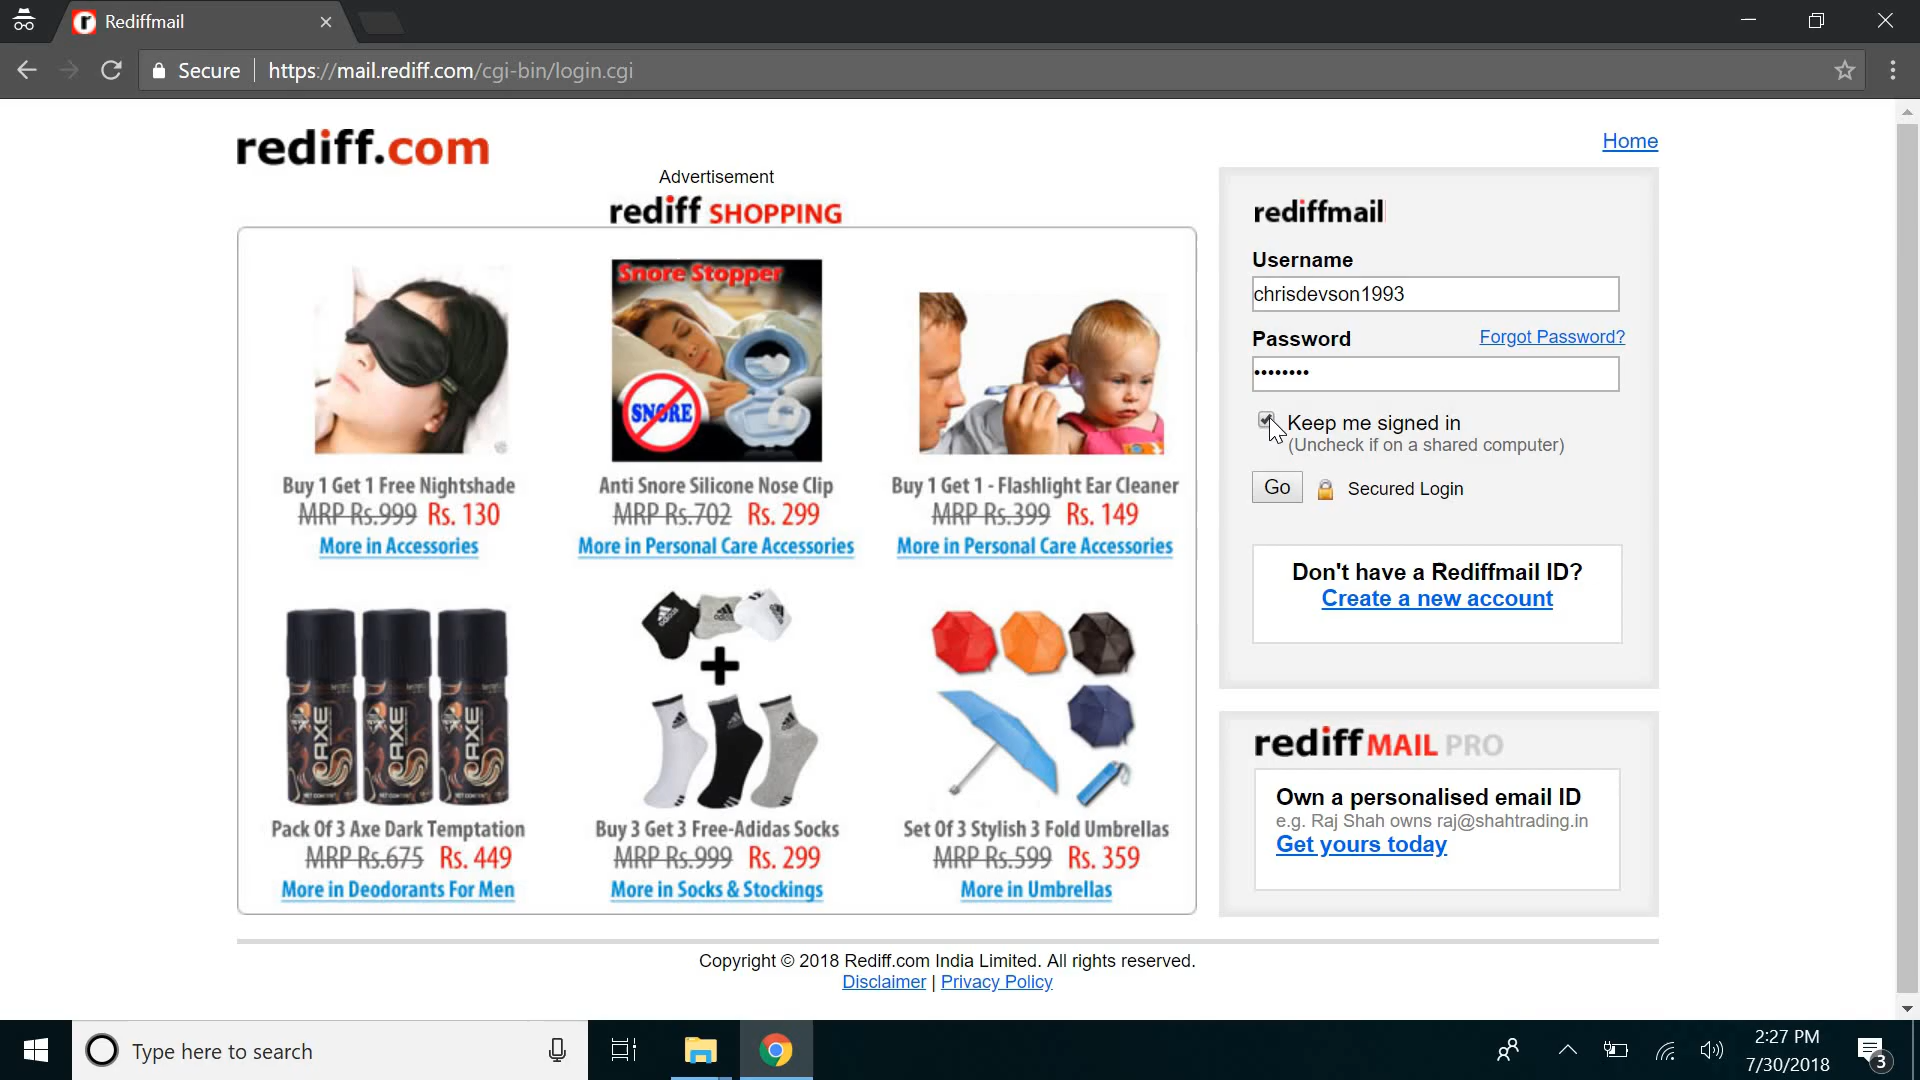 Rediffmail
Secure
https://mail.rediff.com/cgi-bin/login.cgi
rediff.com
Home
Advertisement
rediff SHOPPING
Snore Stopper
SNORE
Buy 1 Get 1 Free Nightshade
MRP Rs.999 Rs. 130
More in Accessories
Anti Snore Silicone Nose Clip
MRP Rs.702 Rs. 299
More in Personal Care Accessories
Buy 1 Get 1 - Flashlight Ear Cleaner
MRP Rs.399 Rs. 149
More in Personal Care Accessories
AXE AXE AXE
adidas
Pack Of 3 Axe Dark Temptation
MRP Rs.675 Rs. 449
More in Deodorants For Men
Buy 3 Get 3 Free-Adidas Socks
MRP Rs.999 Rs. 299
More in Socks & Stockings
Set Of 3 Stylish 3 Fold Umbrellas
MRP Rs.599 Rs. 359
More in Umbrellas
rediffmail
Username
chrisdevson1993
Password
Forgot Password?
••••••••
Keep me signed in
(Uncheck if on a shared computer)
Go
Secured Login
Don't have a Rediffmail ID?
Create a new account
rediff MAIL PRO
Own a personalised email ID
e.g. Raj Shah owns raj@shahtrading.in
Get yours today
Copyright © 2018 Rediff.com India Limited. All rights reserved.
Disclaimer | Privacy Policy
Type here to search
2:27 PM
7/30/2018
3